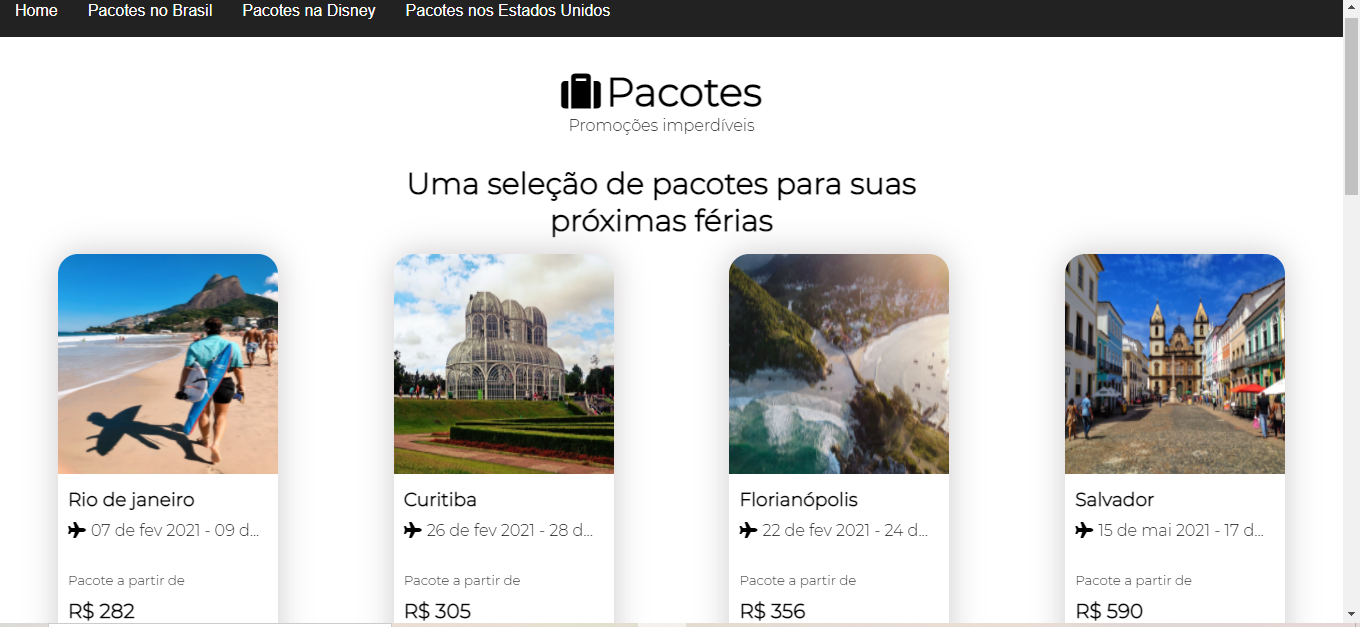 Home Pacotes no Brasil Pacotes na Disney Pacotes nos Estados Unidos
Pacotes
Promoções imperdíveis
Uma seleção de pacotes para suas
próximas férias
Rio de janeiro
07 de fev 2021 - 09 d...
Pacote a partir de
R$ 282
Curitiba
26 de fev 2021 - 28 d...
Pacote a partir de
R$ 305
Florianópolis
22 de fev 2021 - 24 d...
Pacote a partir de
R$ 356
Salvador
15 de mai 2021 - 17 d...
Pacote a partir de
R$ 590